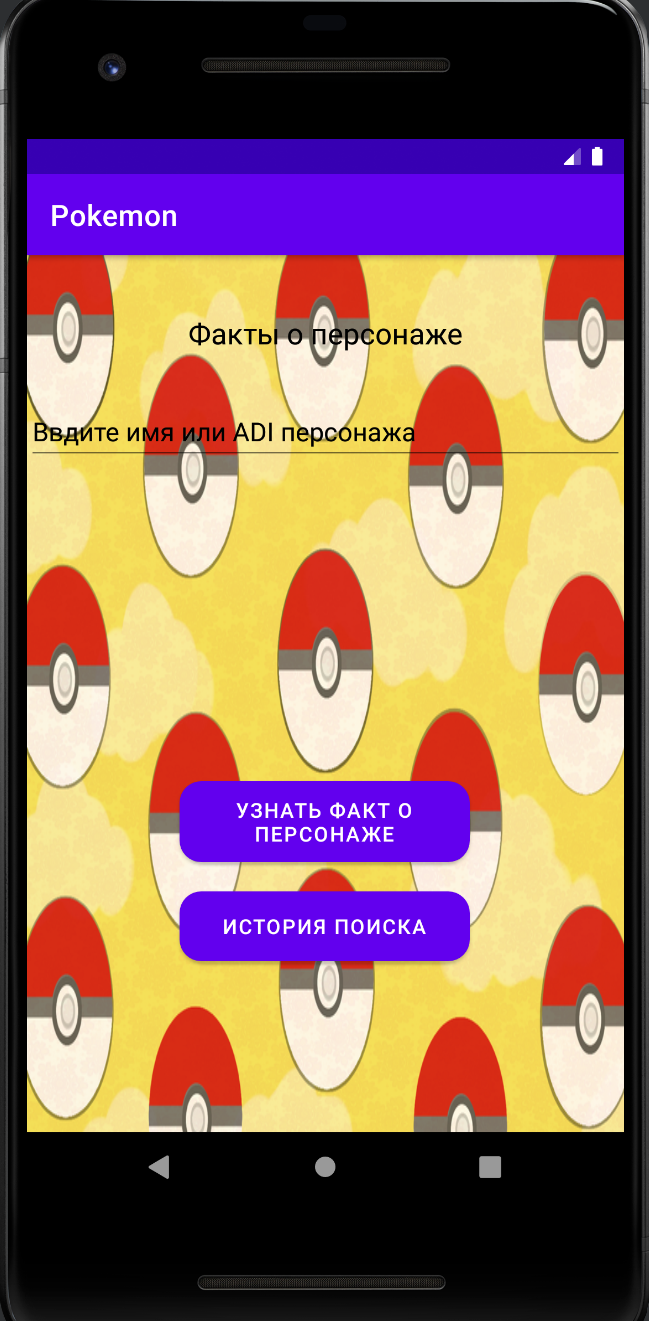 Pokemon
Факты о персонаже
Ввдите имя или ADI персонажа
УЗНАТЬ ФАКТ О
ПЕРСОНАЖЕ
ИСТОРИЯ ПОИСКА